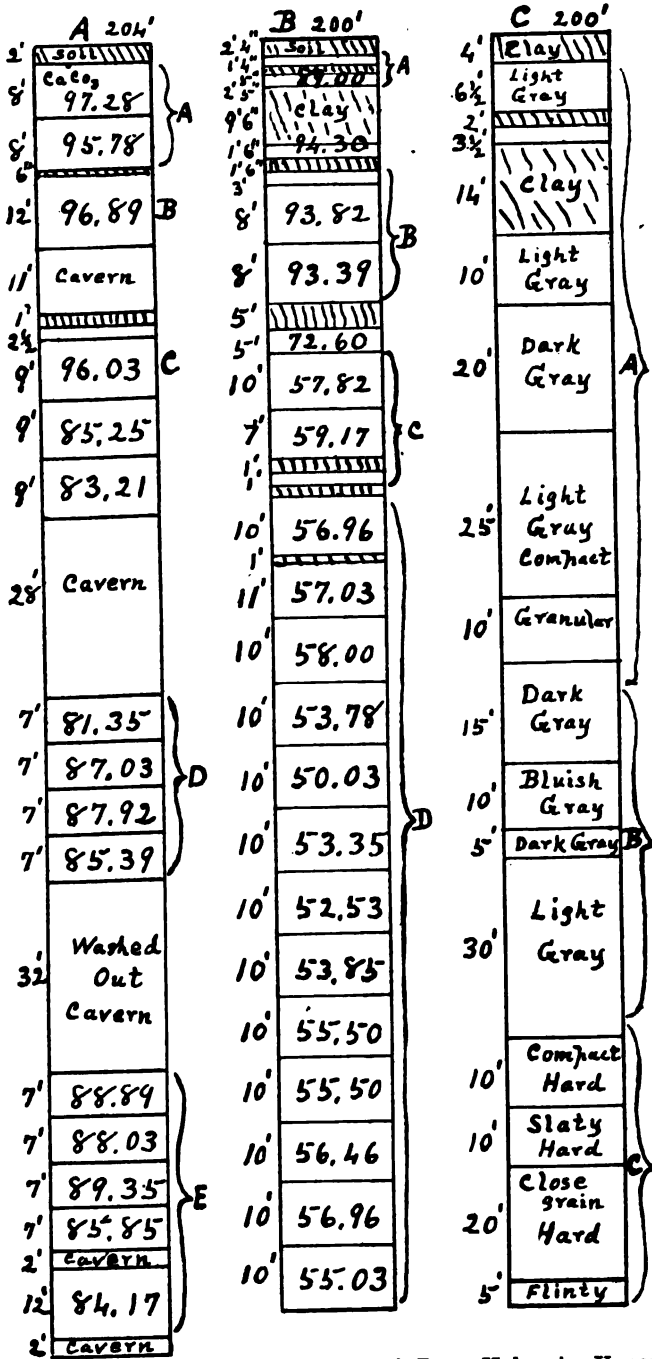 A 204'
2' Soil
CaCO3
8' 97.28
A
8' 95.78
6"
12' 96.89 B
11' Cavern
1'
2½
9' 96.03 C
9' 85.25
9' 83.21
28' Cavern
7' 81.35
7' 87.03
D
7' 87.92
7' 85.39
32' Washed
Out
Cavern
7' 88.89
7' 88.03
7' 89.35
E
7' 85.85
2' Cavern
12' 84.17
2' Cavern
B 200'
2'4" Soil
1'4"
A
2'5"
9'6" Clay
1'6" 94.30
1'6"
3'
8' 93.82
B
8' 93.39
5'
5' 72.60
10' 57.82
C
7' 59.17
1'
1'
10' 56.96
1'
11' 57.03
10' 58.00
10' 53.78
10' 50.03
D
10' 53.35
10' 52.53
10' 53.85
10' 55.50
10' 55.50
10' 56.46
10' 56.96
10' 55.03
C 200'
4' Clay
6½' Light
Gray
2'
3½'
14' Clay
10' Light
Gray
20' Dark
Gray
A
25' Light
Gray
Compact
10' Granular
15' Dark
Gray
10' Bluish
Gray
5' Dark Gray B
30' Light
Gray
10' Compact
Hard
10' Slaty
Hard
C
20' Close
grain
Hard
5' Flinty